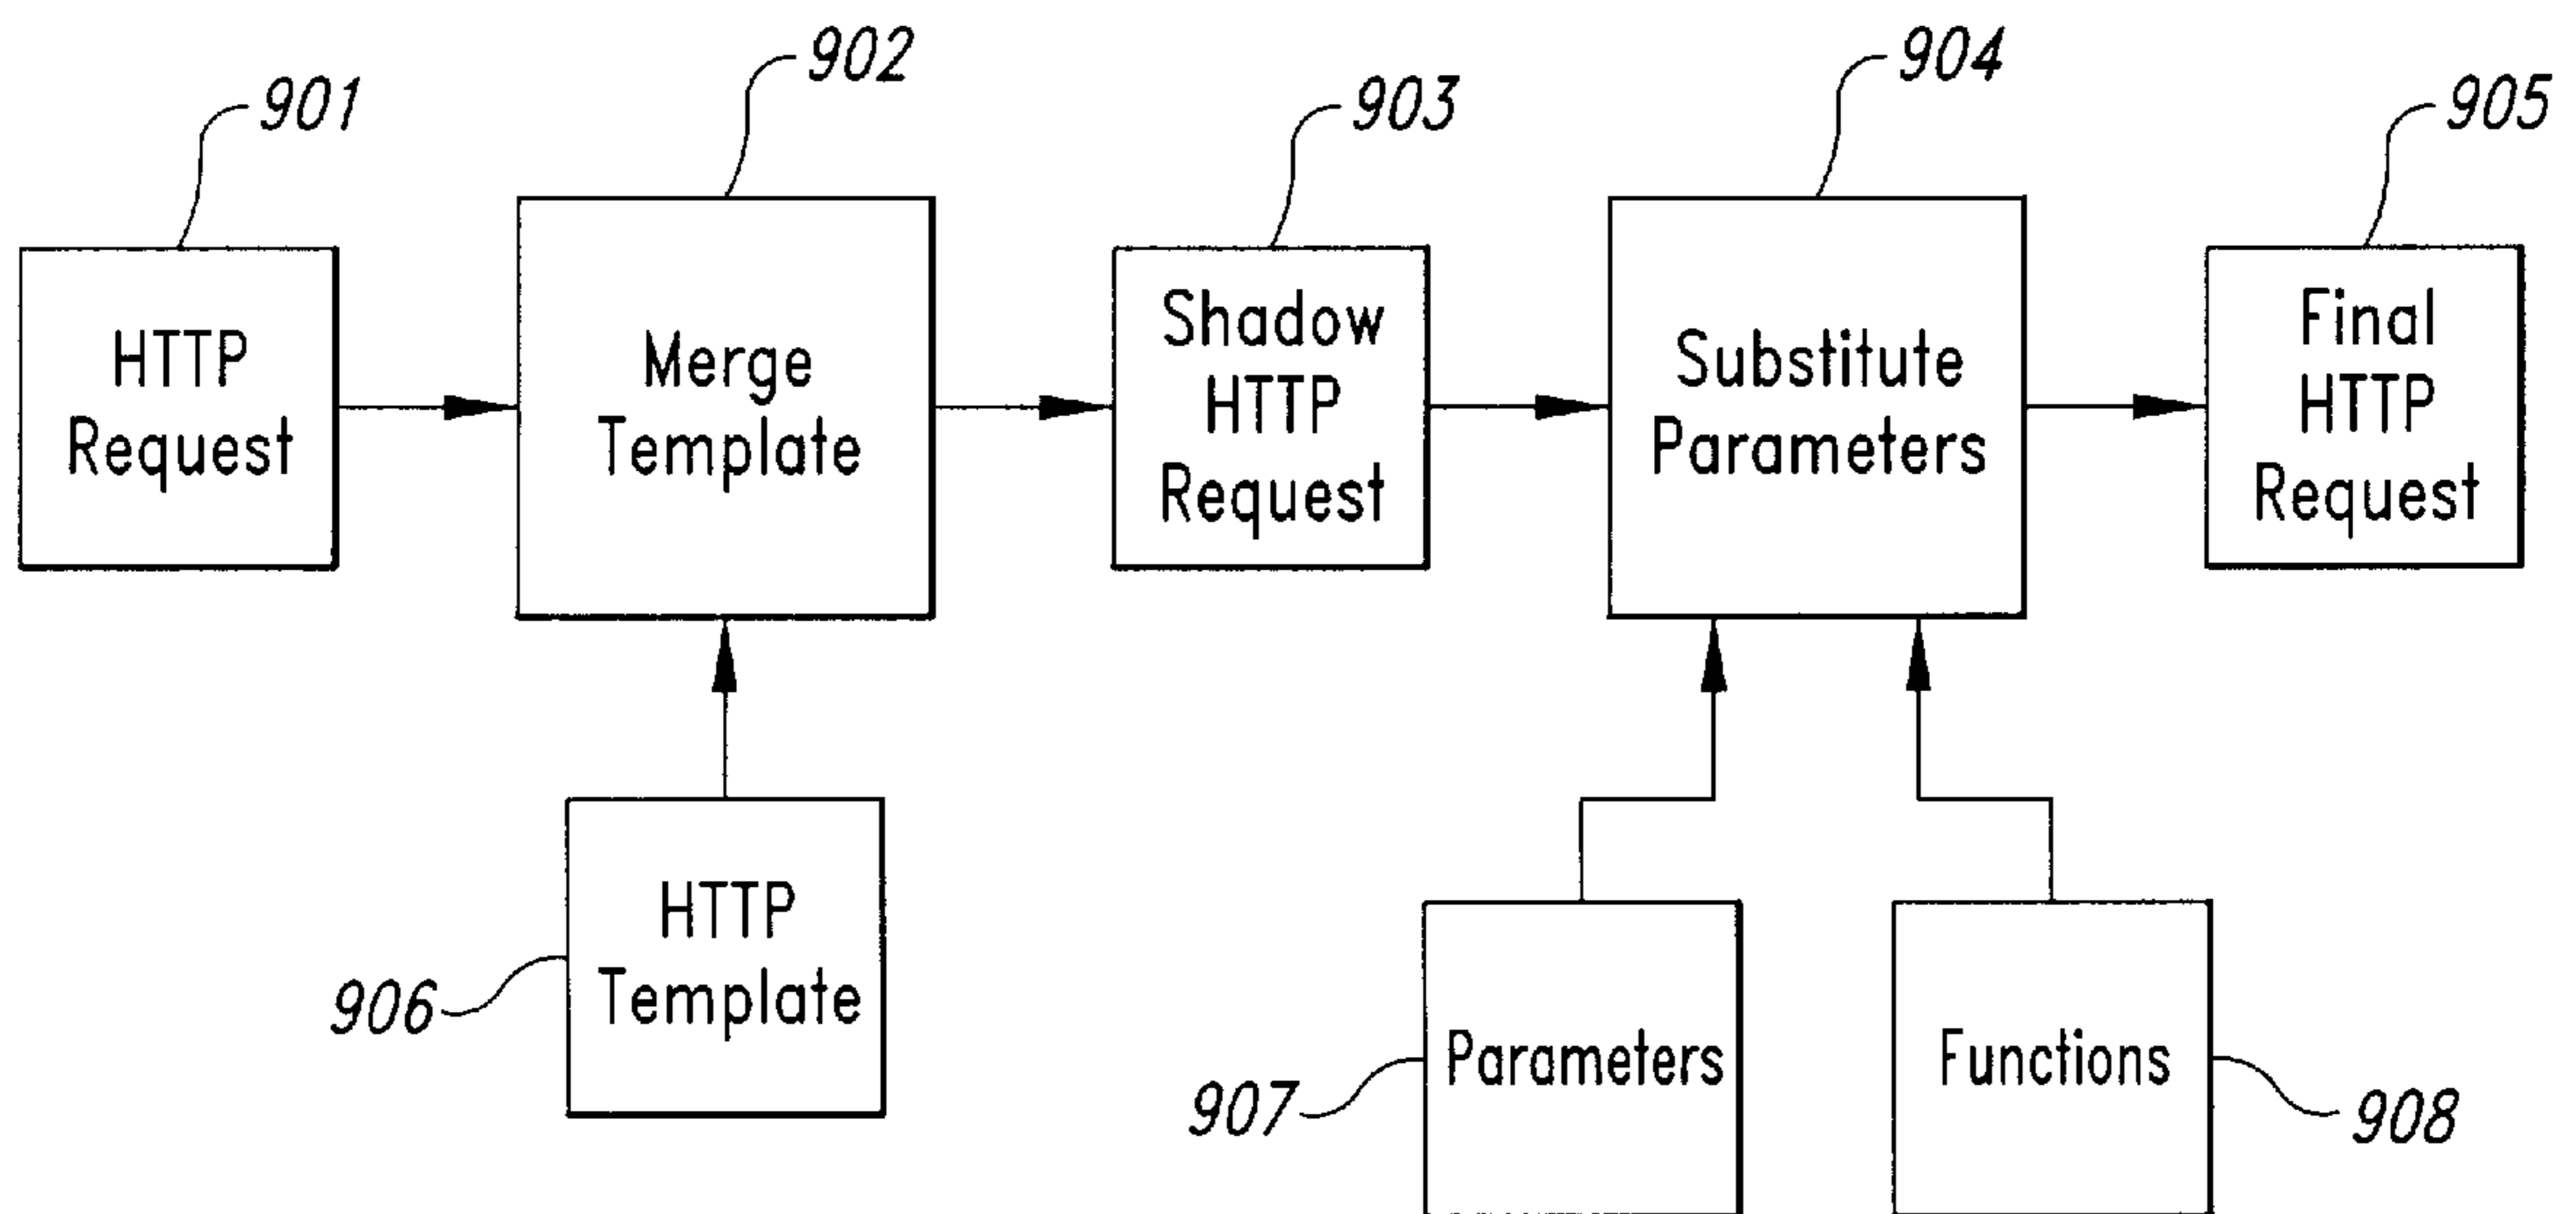 901
902
903
904
905
HTTP
Request
Merge
Template
Shadow
HTTP
Request
Substitute
Parameters
Final
HTTP
Request
HTTP
Template
906
Parameters
907
Functions
908